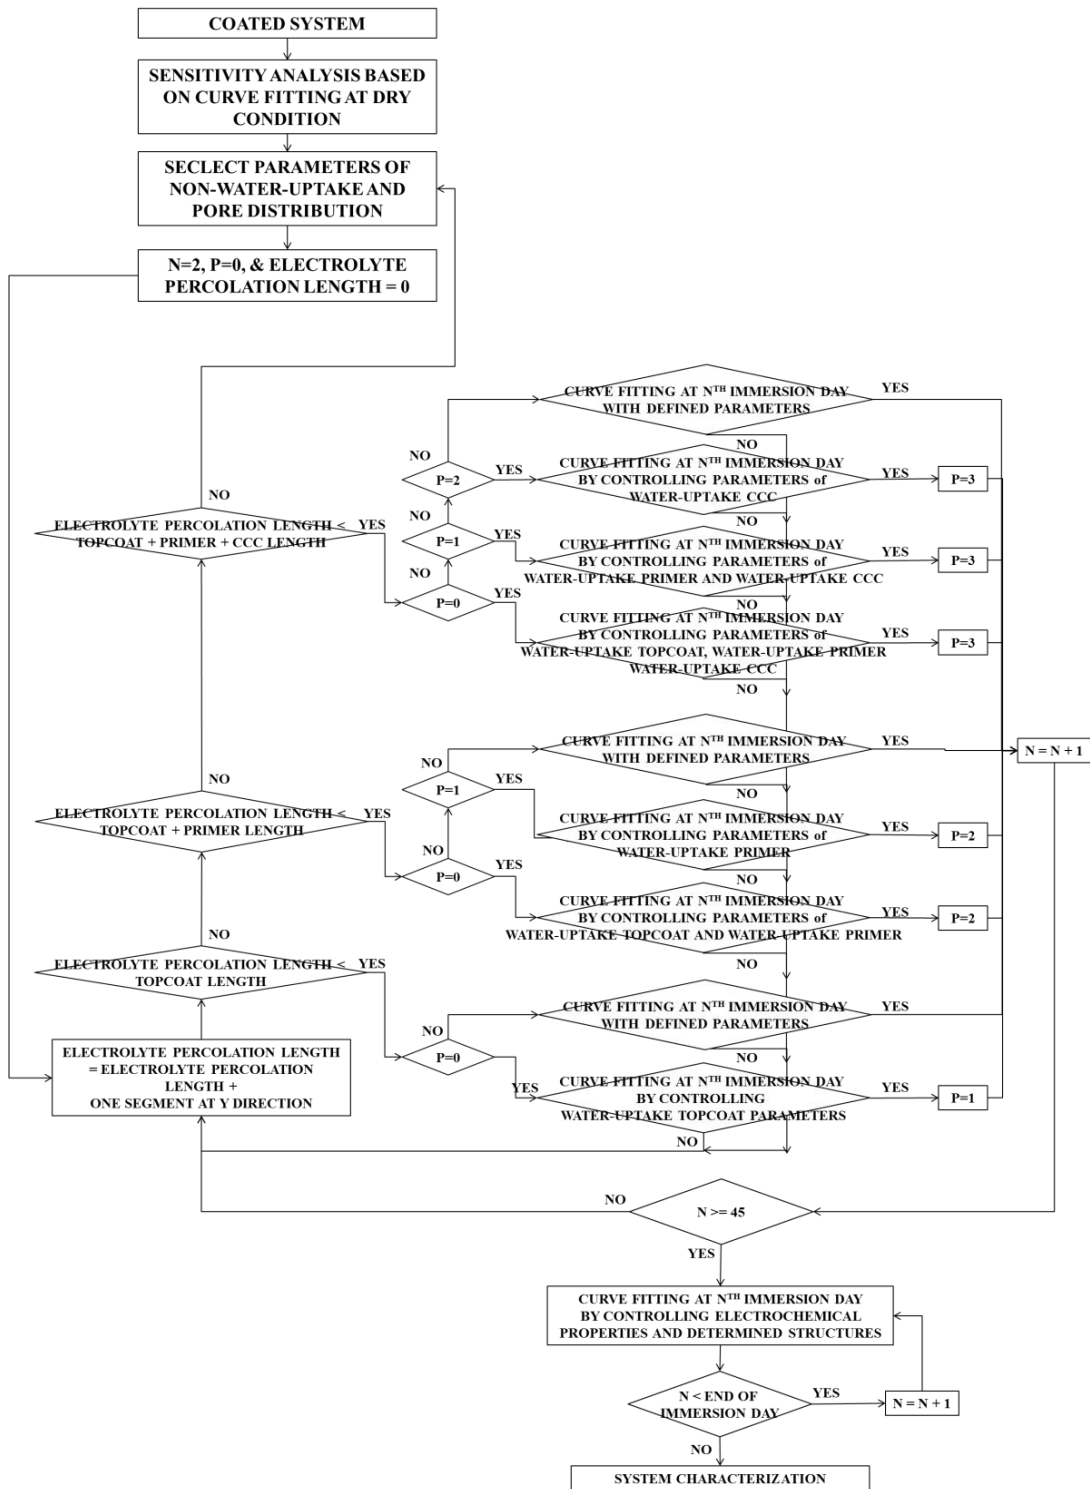 COATED SYSTEM
SENSITIVITY ANALYSIS BASED
ON CURVE FITTING AT DRY
CONDITION
SECLECT PARAMETERS OF
NON-WATER-UPTAKE AND
PORE DISTRIBUTION
N=2, P=0, & ELECTROLYTE
PERCOLATION LENGTH = 0
CURVE FITTING AT NTH IMMERSION DAY
WITH DEFINED PARAMETERS
YES
NO
NO
P=2
YES
CURVE FITTING AT NTH IMMERSION DAY
BY CONTROLLING PARAMETERS of
WATER-UPTAKE CCC
YES
P=3
NO
NO
ELECTROLYTE PERCOLATION LENGTH <
TOPCOAT + PRIMER + CCC LENGTH
YES
NO
P=1
YES
CURVE FITTING AT NTH IMMERSION DAY
BY CONTROLLING PARAMETERS of
WATER-UPTAKE PRIMER AND WATER-UPTAKE CCC
YES
P=3
NO
NO
P=0
YES
CURVE FITTING AT NTH IMMERSION DAY
BY CONTROLLING PARAMETERS of
WATER-UPTAKE TOPCOAT, WATER-UPTAKE PRIMER
WATER-UPTAKE CCC
YES
P=3
NO
CURVE FITTING AT NTH IMMERSION DAY
WITH DEFINED PARAMETERS
YES
N = N + 1
NO
NO
NO
P=1
YES
ELECTROLYTE PERCOLATION LENGTH <
TOPCOAT + PRIMER LENGTH
YES
CURVE FITTING AT NTH IMMERSION DAY
BY CONTROLLING PARAMETERS of
WATER-UPTAKE PRIMER
YES
P=2
NO
NO
P=0
YES
CURVE FITTING AT NTH IMMERSION DAY
BY CONTROLLING PARAMETERS of
WATER-UPTAKE TOPCOAT AND WATER-UPTAKE PRIMER
YES
P=2
NO
NO
ELECTROLYTE PERCOLATION LENGTH <
TOPCOAT LENGTH
YES
CURVE FITTING AT NTH IMMERSION DAY
WITH DEFINED PARAMETERS
YES
NO
NO
P=0
YES
ELECTROLYTE PERCOLATION LENGTH
= ELECTROLYTE PERCOLATION
LENGTH +
ONE SEGMENT AT Y DIRECTION
CURVE FITTING AT NTH IMMERSION DAY
BY CONTROLLING
WATER-UPTAKE TOPCOAT PARAMETERS
YES
P=1
NO
NO
N >= 45
YES
CURVE FITTING AT NTH IMMERSION DAY
BY CONTROLLING ELECTROCHEMICAL
PROPERTIES AND DETERMINED STRUCTURES
N < END OF
IMMERSION DAY
YES
N = N + 1
NO
SYSTEM CHARACTERIZATION